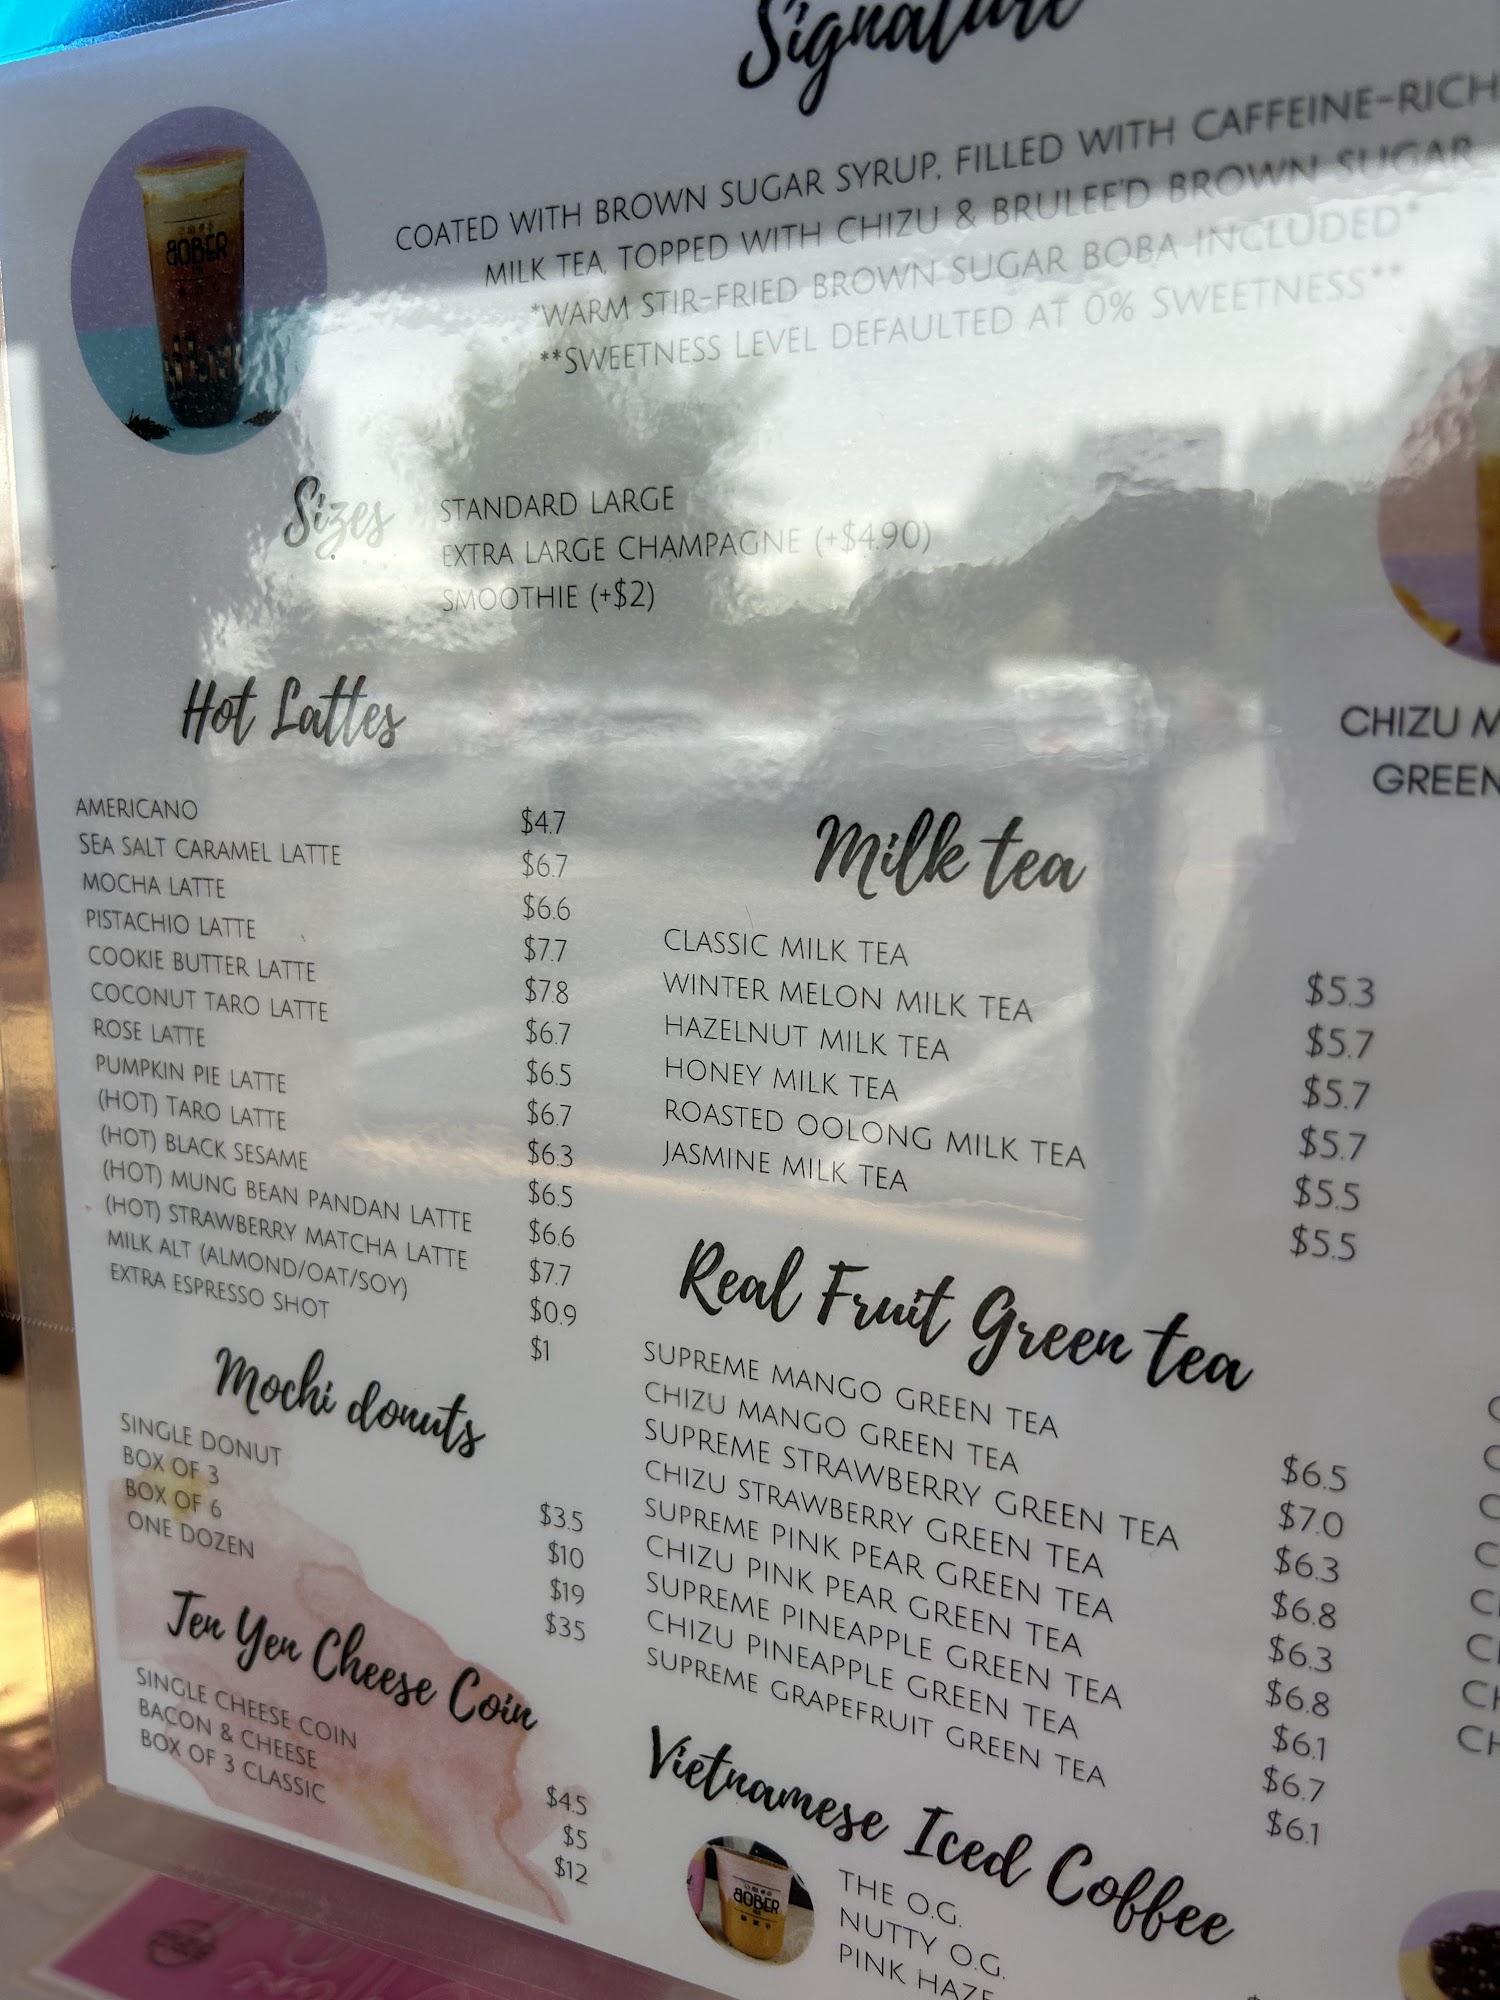 Signature
COATED WITH BROWN SUGAR SYRUP, FILLED WITH CAFFEINE-RICH
MILK TEA, TOPPED WITH CHIZU & BRULEE'D BROWN SUGAR
*WARM STIR-FRIED BROWN SUGAR BOBA INCLUDED*
**SWEETNESS LEVEL DEFAULTED AT 0% SWEETNESS**
BOBER
Sizes
STANDARD LARGE
EXTRA LARGE CHAMPAGNE (+$4.90)
SMOOTHIE (+$2)
Hot Lattes
AMERICANO $4.7
SEA SALT CARAMEL LATTE $6.7
MOCHA LATTE $6.6
PISTACHIO LATTE $7.7
COOKIE BUTTER LATTE $7.8
COCONUT TARO LATTE $6.7
ROSE LATTE $6.5
PUMPKIN PIE LATTE $6.7
(HOT) TARO LATTE $6.3
(HOT) BLACK SESAME $6.5
(HOT) MUNG BEAN PANDAN LATTE $6.6
(HOT) STRAWBERRY MATCHA LATTE $7.7
MILK ALT (ALMOND/OAT/SOY) $0.9
EXTRA ESPRESSO SHOT $1
Mochi donuts
SINGLE DONUT $3.5
BOX OF 3 $10
BOX OF 6 $19
ONE DOZEN $35
Ten Yen Cheese Coin
SINGLE CHEESE COIN $4.5
BACON & CHEESE $5
BOX OF 3 CLASSIC $12
Milk tea
CLASSIC MILK TEA $5.3
WINTER MELON MILK TEA $5.7
HAZELNUT MILK TEA $5.7
HONEY MILK TEA $5.7
ROASTED OOLONG MILK TEA $5.5
JASMINE MILK TEA $5.5
Real Fruit Green tea
SUPREME MANGO GREEN TEA $6.5
CHIZU MANGO GREEN TEA $7.0
SUPREME STRAWBERRY GREEN TEA $6.3
CHIZU STRAWBERRY GREEN TEA $6.8
SUPREME PINK PEAR GREEN TEA $6.3
CHIZU PINK PEAR GREEN TEA $6.8
SUPREME PINEAPPLE GREEN TEA $6.1
CHIZU PINEAPPLE GREEN TEA $6.7
SUPREME GRAPEFRUIT GREEN TEA $6.1
Vietnamese Iced Coffee
BOBER
THE O.G.
NUTTY O.G.
PINK HAZE
CHIZU M
GREEN